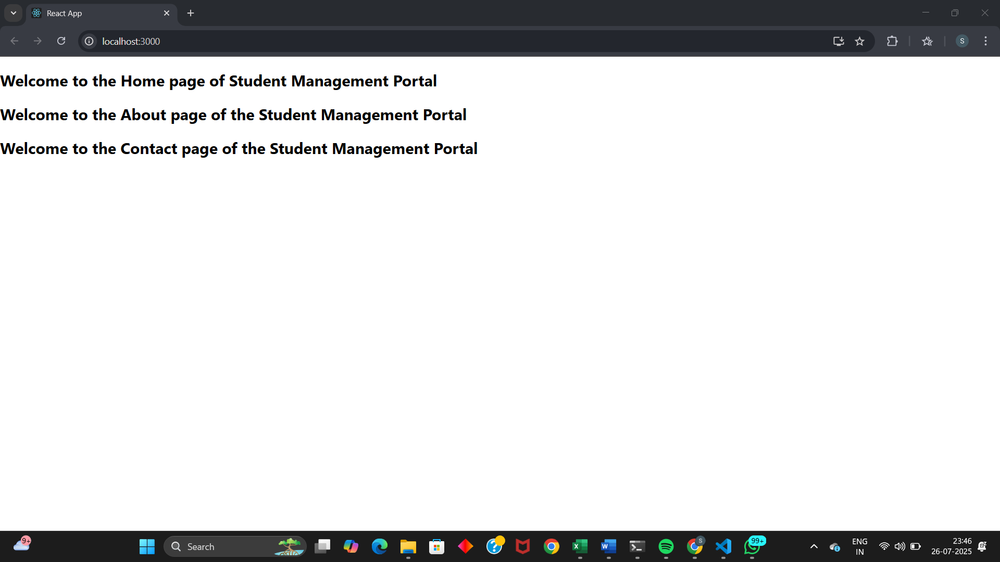 React App
localhost:3000
S
Welcome to the Home page of Student Management Portal
Welcome to the About page of the Student Management Portal
Welcome to the Contact page of the Student Management Portal
9+
Search
S
99+
ENG
IN
23:46
26-07-2025